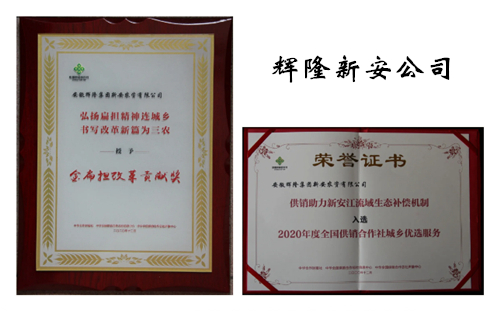 安徽辉隆集团新安农资有限公司
弘扬扁担精神连城乡
书写改革新篇为三农
授予
金扁担改革贡献奖
辉隆新安公司
荣誉证书
安徽辉隆集团新安农资有限公司
供销助力新安江流域生态补偿机制
入选
2020年度全国供销合作社城乡优选服务